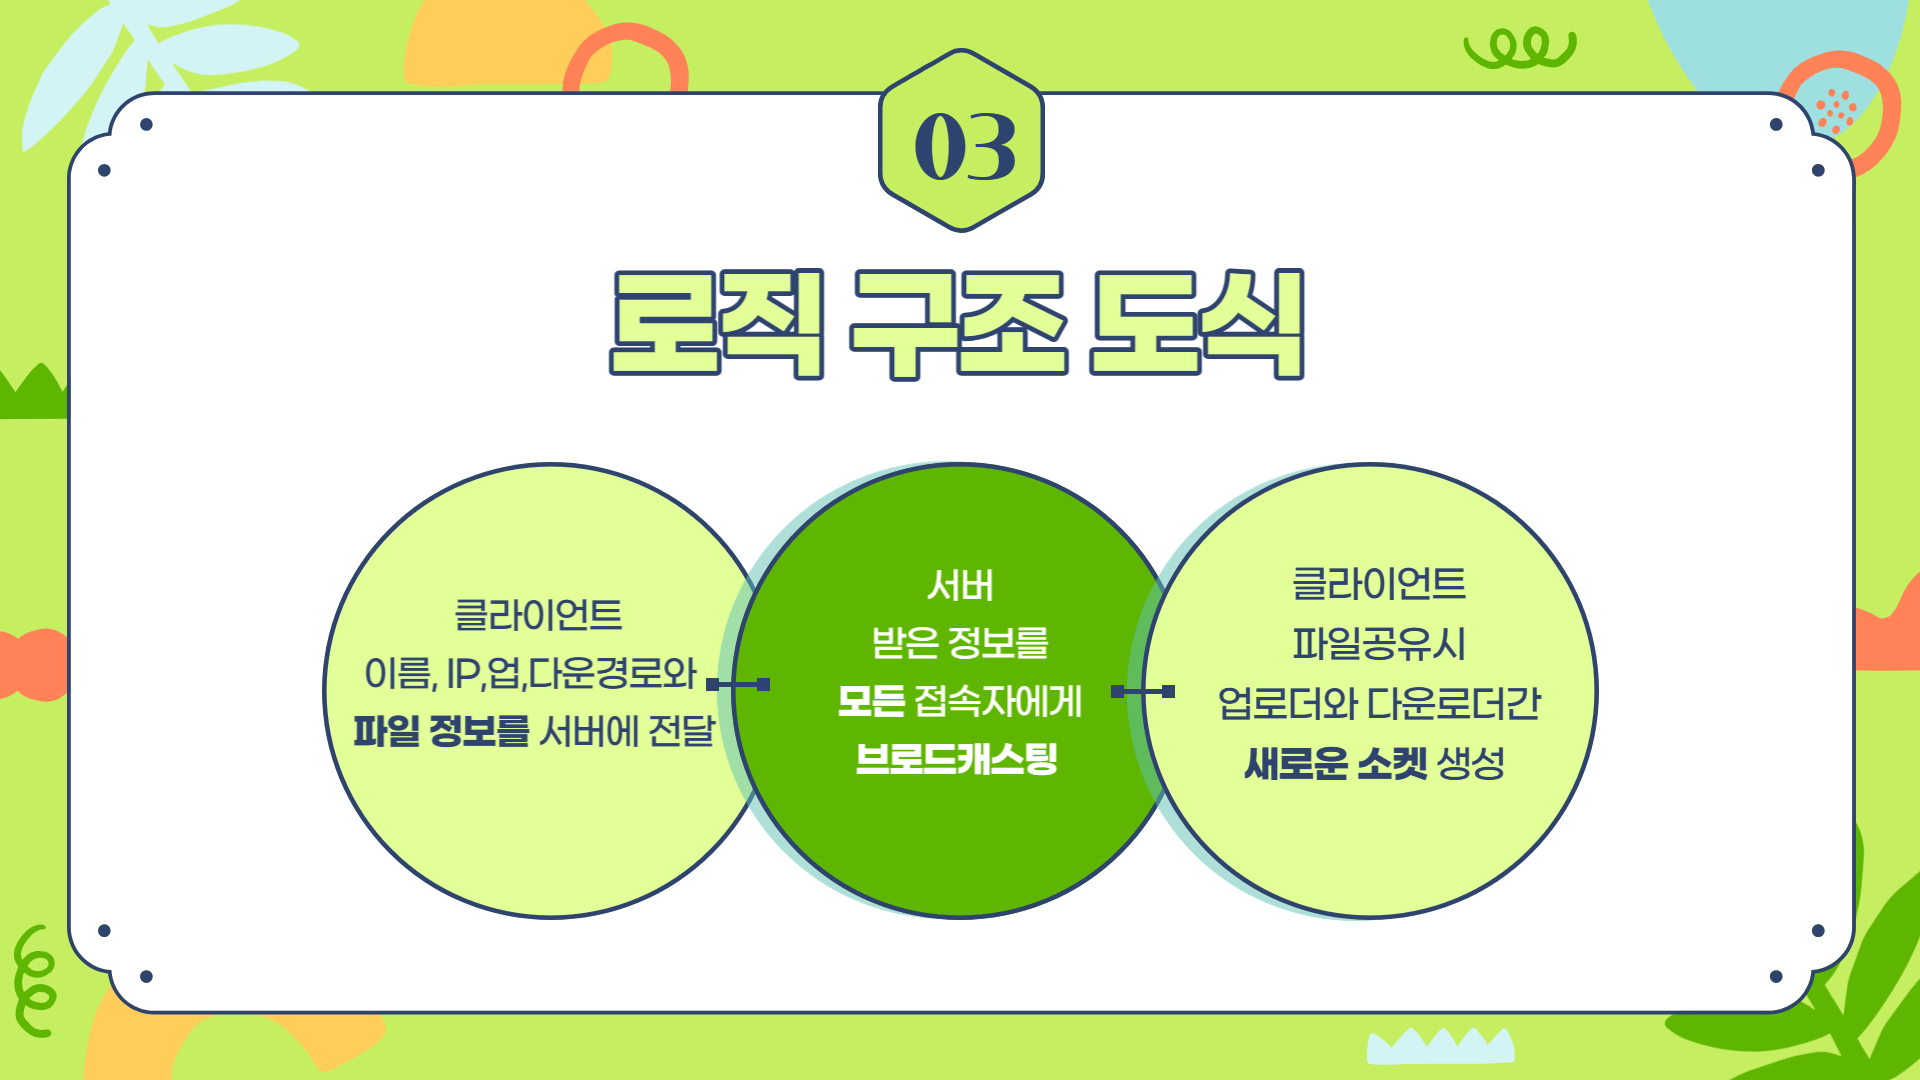 03
로직 구조 도식
클라이언트
이름, IP,업,다운경로와
파일 정보를 서버에 전달
서버
받은 정보를
모든 접속자에게
브로드캐스팅
클라이언트
파일공유시
업로더와 다운로더간
새로운 소켓 생성